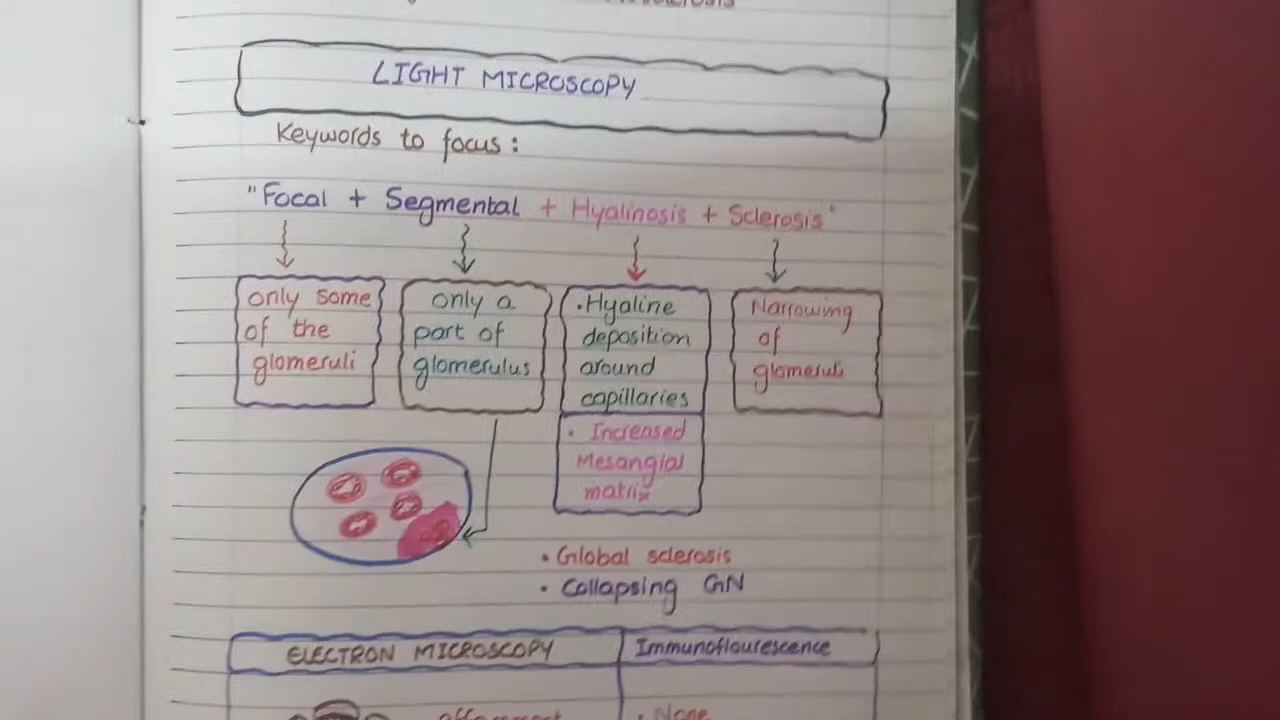 LIGHT MICROSCOPY
Keywords to focus :
"Focal + Segmental + Hyalinosis + Sclerosis"
only some
of the
glomeruli
only a
part of
glomerulus
• Hyaline
deposition
around
capillaries
• Increased
Mesangial
matrix
Narrowing
of
glomeruli
• Global sclerosis
• Collapsing GN
ELECTRON MICROSCOPY
Immunoflourescence
• None